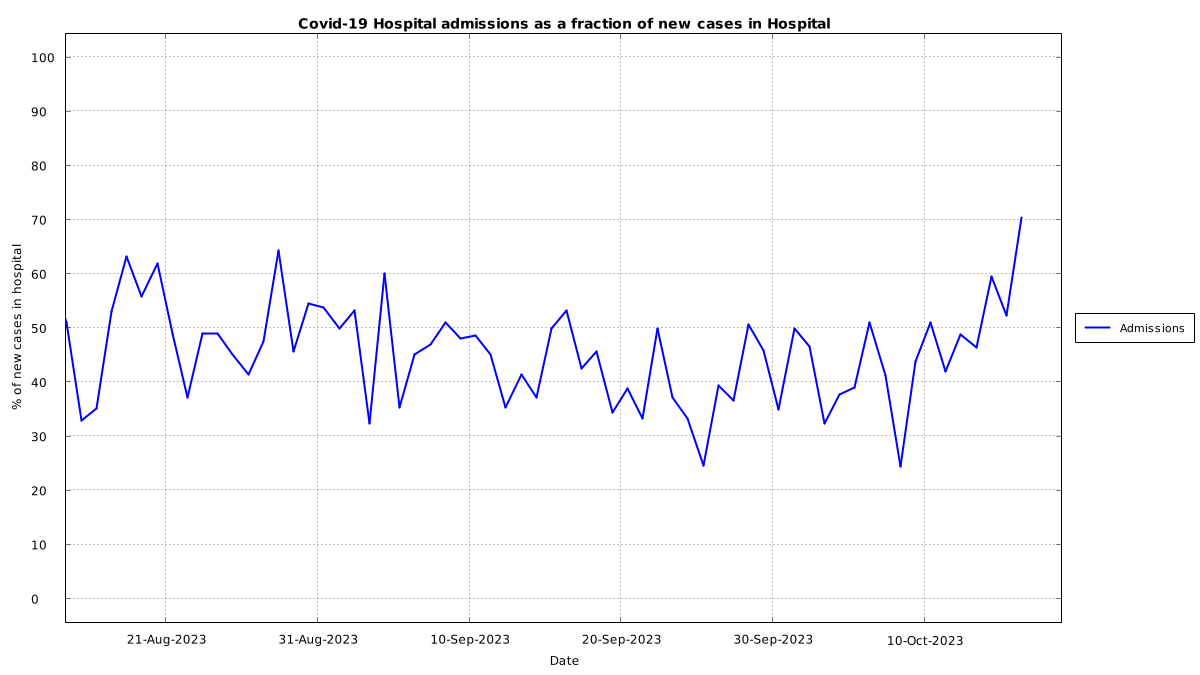 Covid-19 Hospital admissions as a fraction of new cases in Hospital
100
90
80
70
60
50
40
30
20
10
0
% of new cases in hospital
21-Aug-2023
31-Aug-2023
10-Sep-2023
20-Sep-2023
30-Sep-2023
10-Oct-2023
Date
Admissions